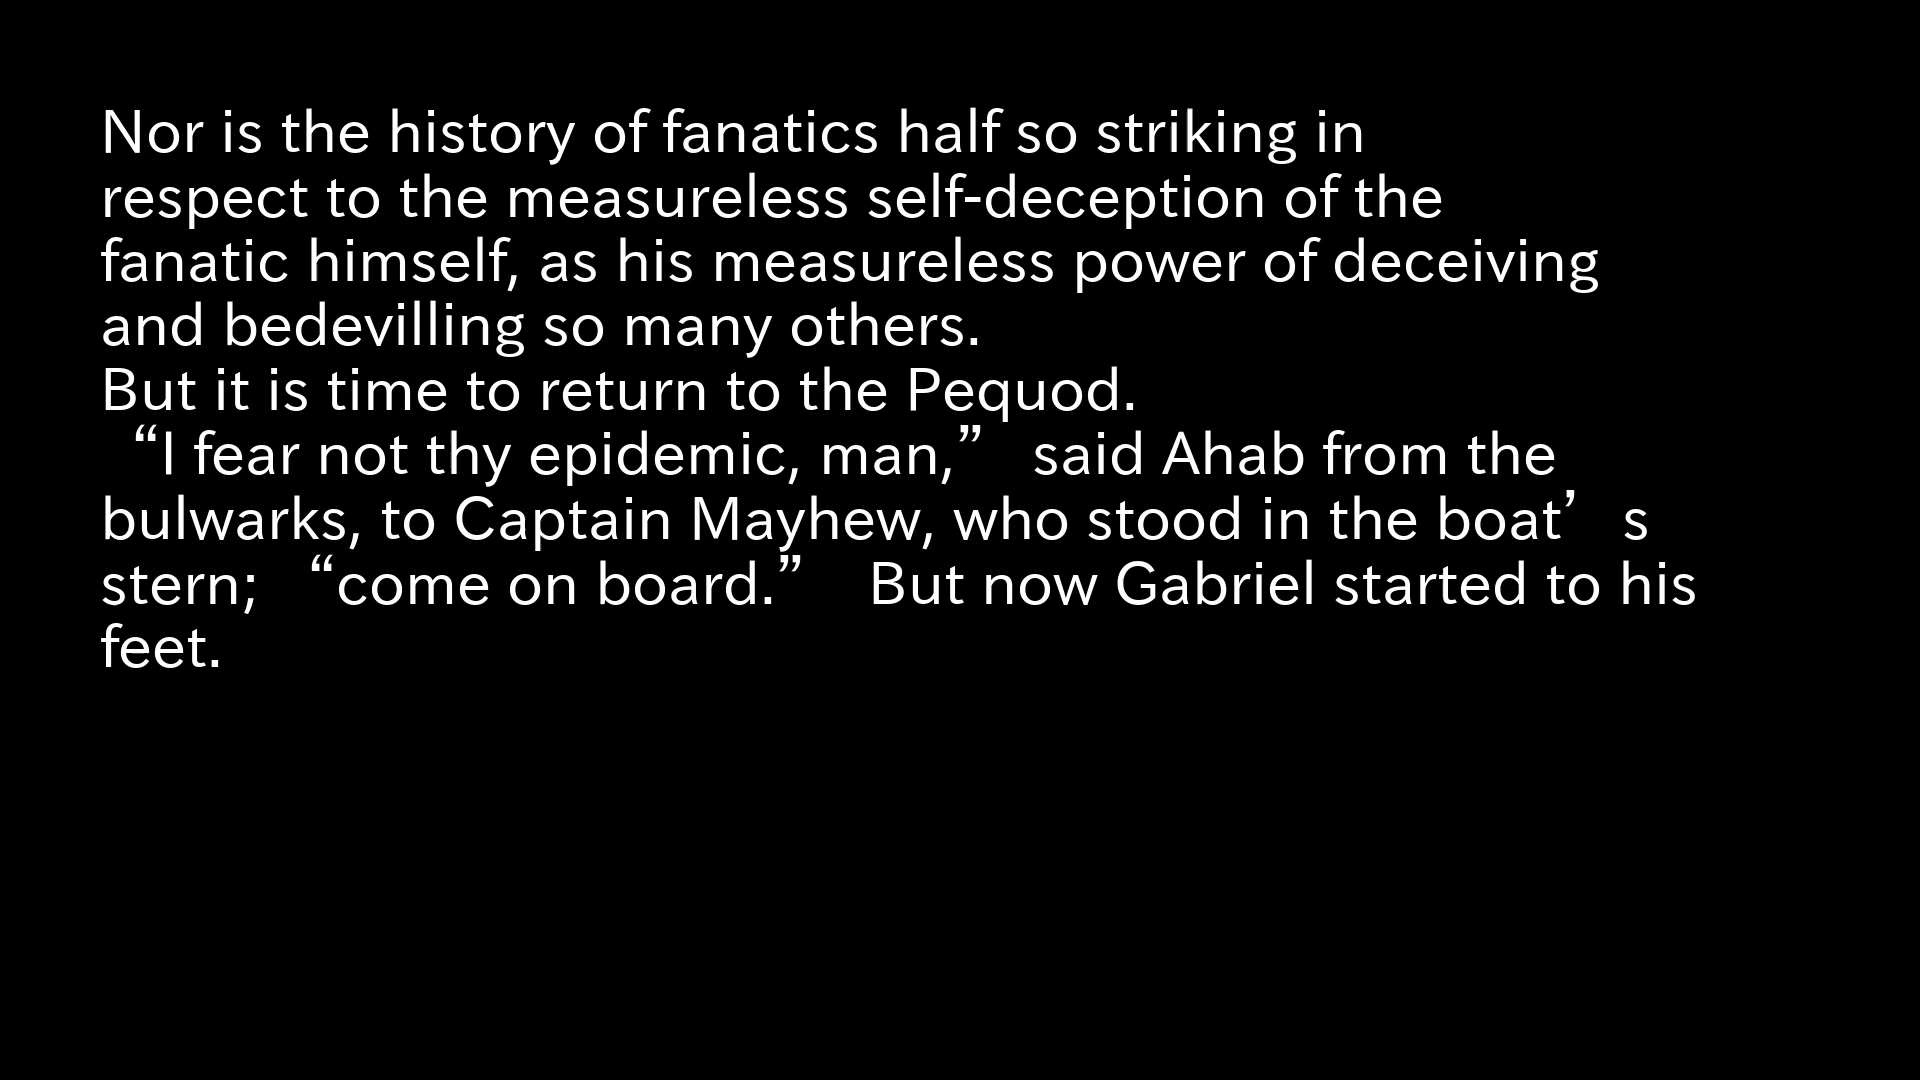 Nor is the history of fanatics half so striking in
respect to the measureless self-deception of the
fanatic himself, as his measureless power of deceiving
and bedevilling so many others.
But it is time to return to the Pequod.
“I fear not thy epidemic, man,” said Ahab from the
bulwarks, to Captain Mayhew, who stood in the boat’s
stern; “come on board.” But now Gabriel started to his
feet.